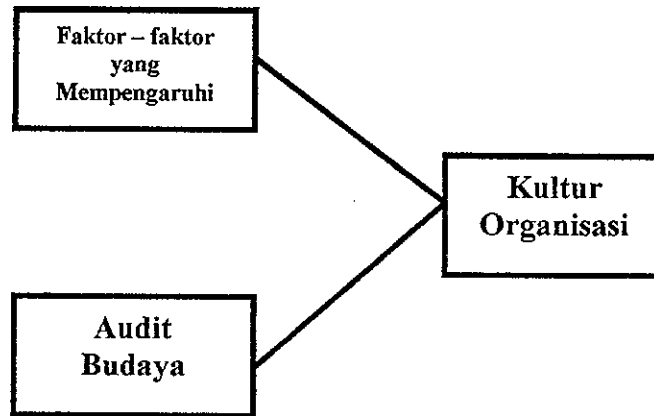 Faktor – faktor
yang
Mempengaruhi
Kultur
Organisasi
Audit
Budaya